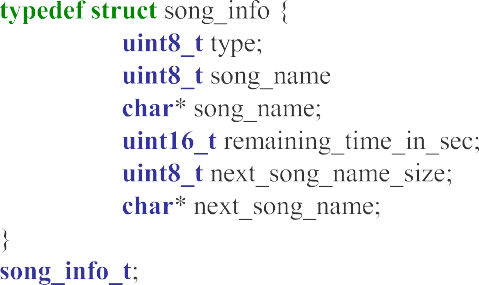 typedef struct song_info {
uint8_t type;
uint8_t song_name
char* song_name;
uint16_t remaining_time_in_sec;
uint8_t next_song_name_size;
char* next_song_name;
}
song_info_t;